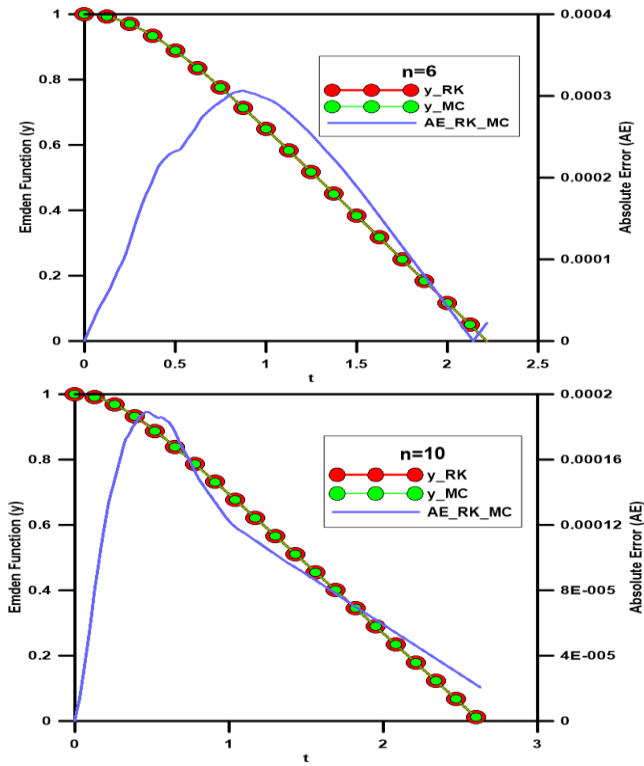 1
0.8
0.6
0.4
0.2
0
Emden Function (y)
0.0004
0.0003
0.0002
0.0001
0
Absolute Error (AE)
n=6
y_RK
y_MC
AE_RK_MC
0 0.5 1 1.5 2 2.5
t
1
0.8
0.6
0.4
0.2
0
Emden Function (y)
0.0002
0.00016
0.00012
8E-005
4E-005
0
Absolute Error (AE)
n=10
y_RK
y_MC
AE_RK_MC
0 1 2 3
t